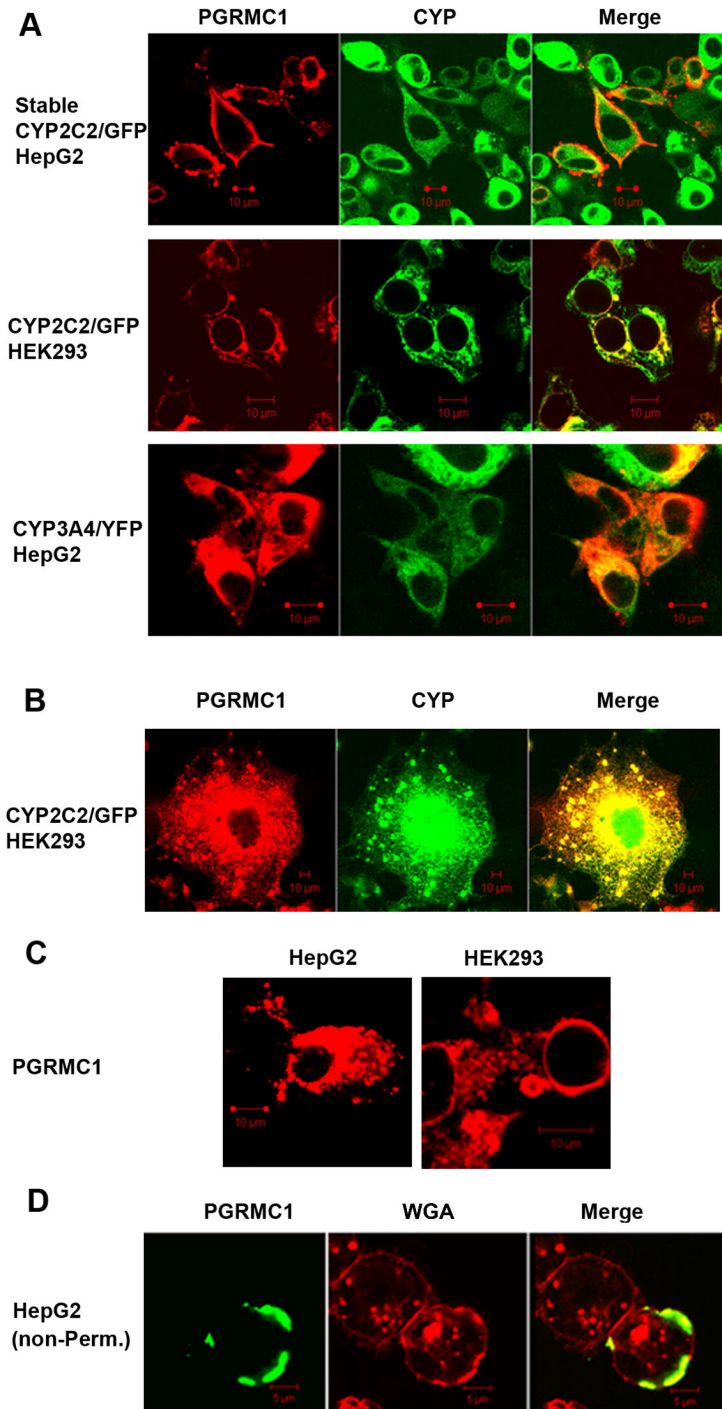 A
PGRMC1 CYP Merge
Stable
CYP2C2/GFP
HepG2
10 µm 10 µm 10 µm
CYP2C2/GFP
HEK293
10 µm 10 µm 10 µm
CYP3A4/YFP
HepG2
10 µm 10 µm 10 µm
B
PGRMC1 CYP Merge
CYP2C2/GFP
HEK293
10 µm 10 µm 10 µm
C
HepG2 HEK293
PGRMC1
10 µm 10 µm
D
PGRMC1 WGA Merge
HepG2
(non-Perm.)
5 µm 5 µm 5 µm